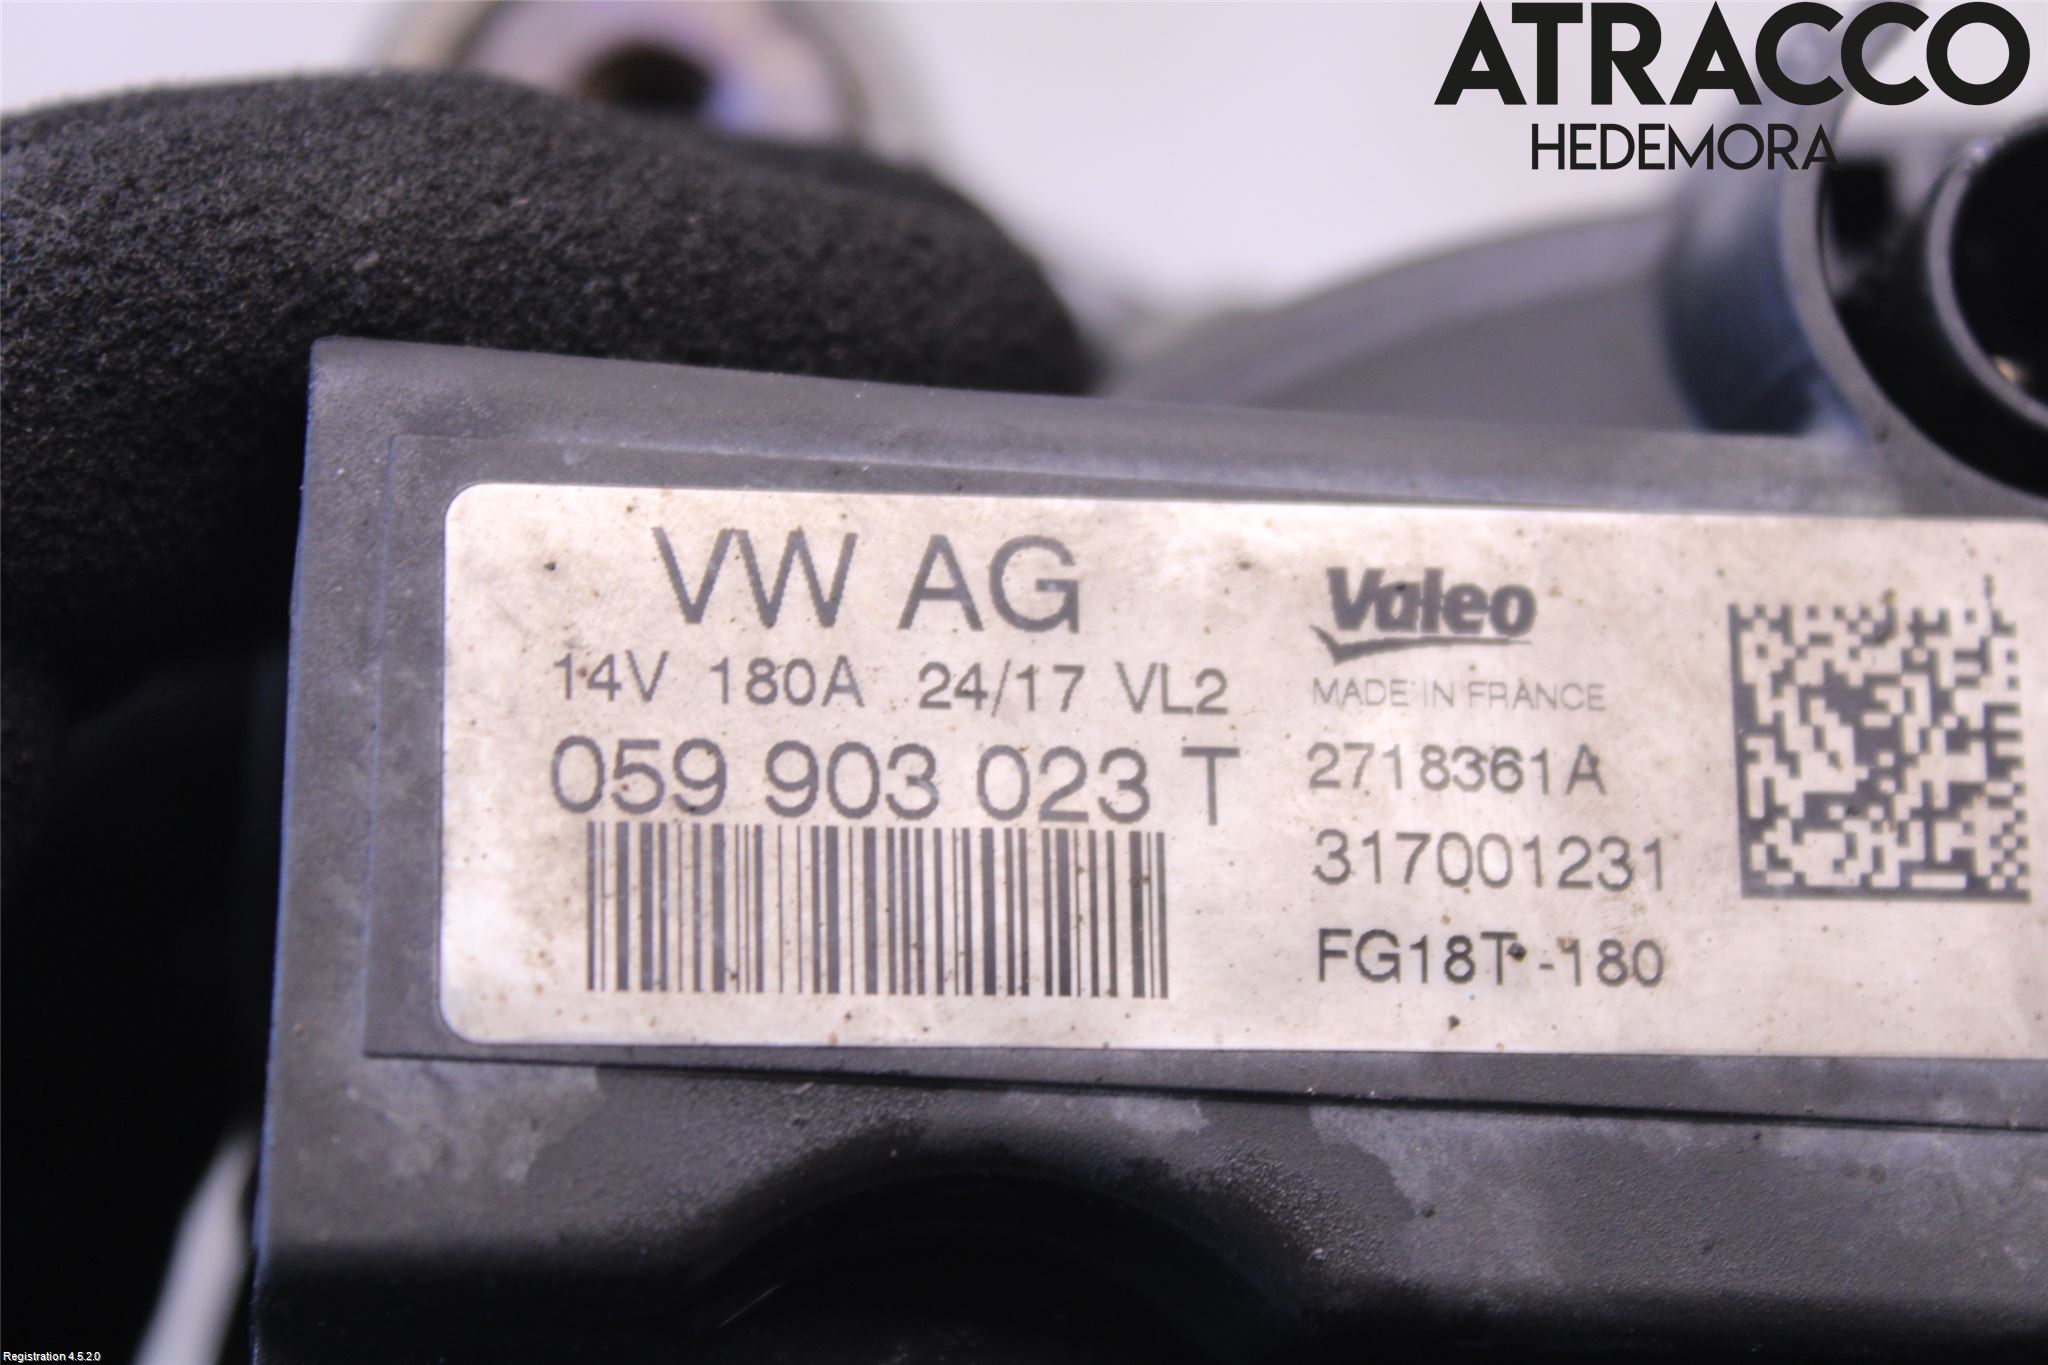 ATRACCO
HEDEMORA
VW AG
14V 180A 24/17 VL2
059 903 023 T
Valeo
MADE IN FRANCE
2718361A
317001231
FG18T -180
Registration 4.5.2.0